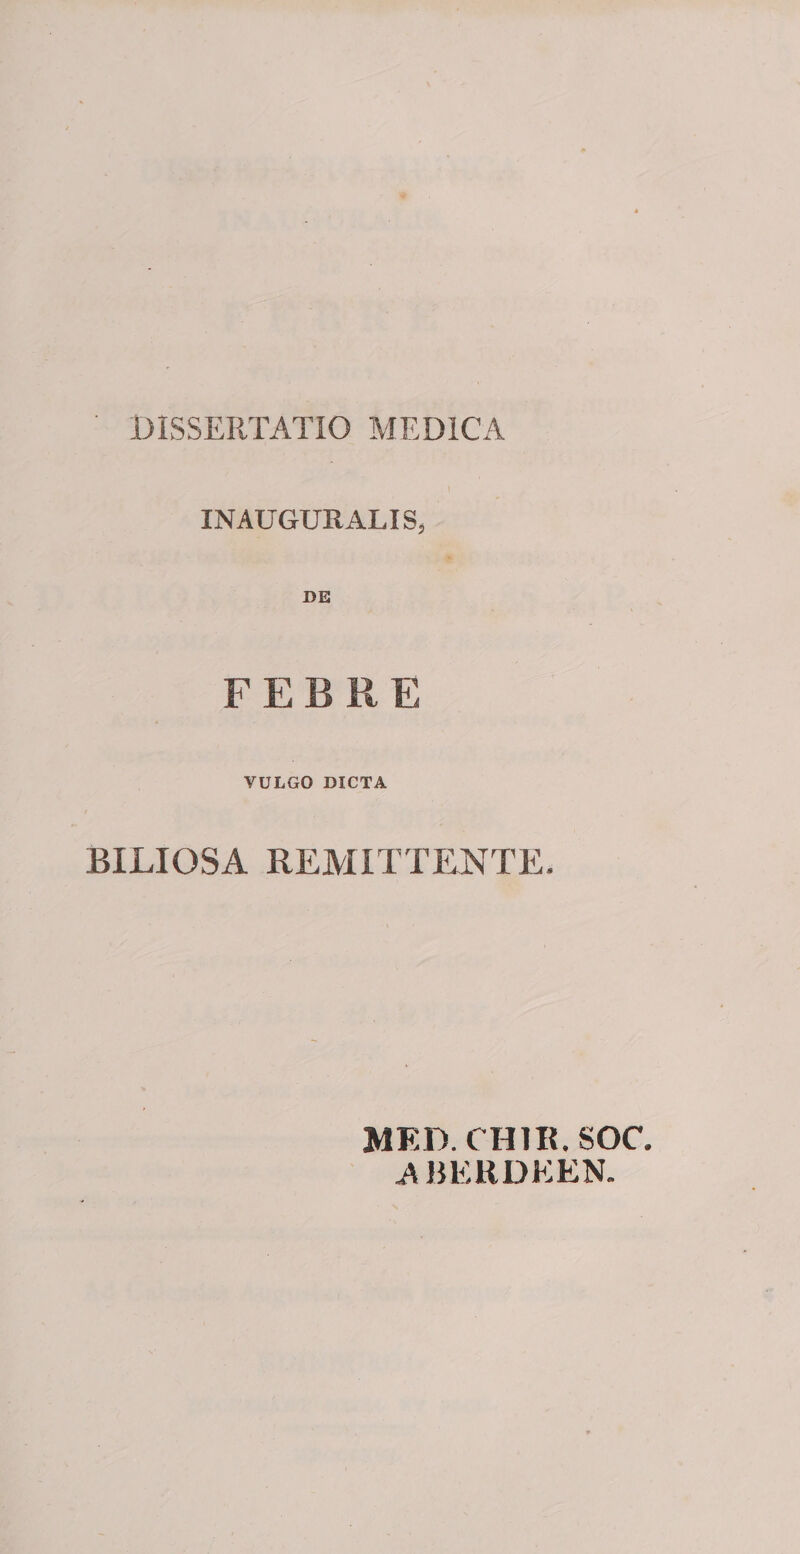 DISSERTATIO MEDICA
INAUGURALIS,
DE
FEBRE
VULGO DICTA
BILIOSA REMITTENTE.
MED. CHIR. SOC.
ABERDEEN.